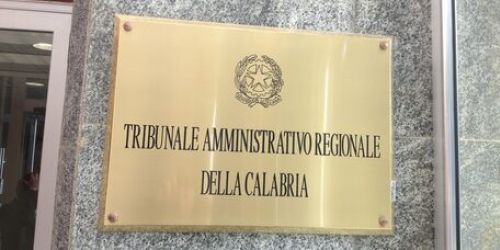 TRIBUNALE AMMINISTRATIVO REGIONALE
DELLA CALABRIA